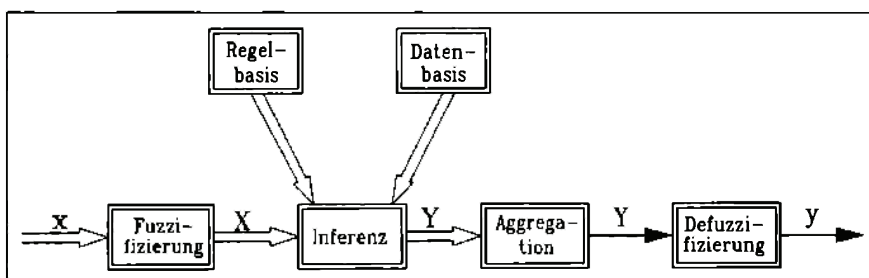 Regel-
basis
Daten-
basis
x
Fuzzi-
fizierung
X
Inferenz
Y
Aggrega-
tion
Y
Defuzzi-
fizierung
y